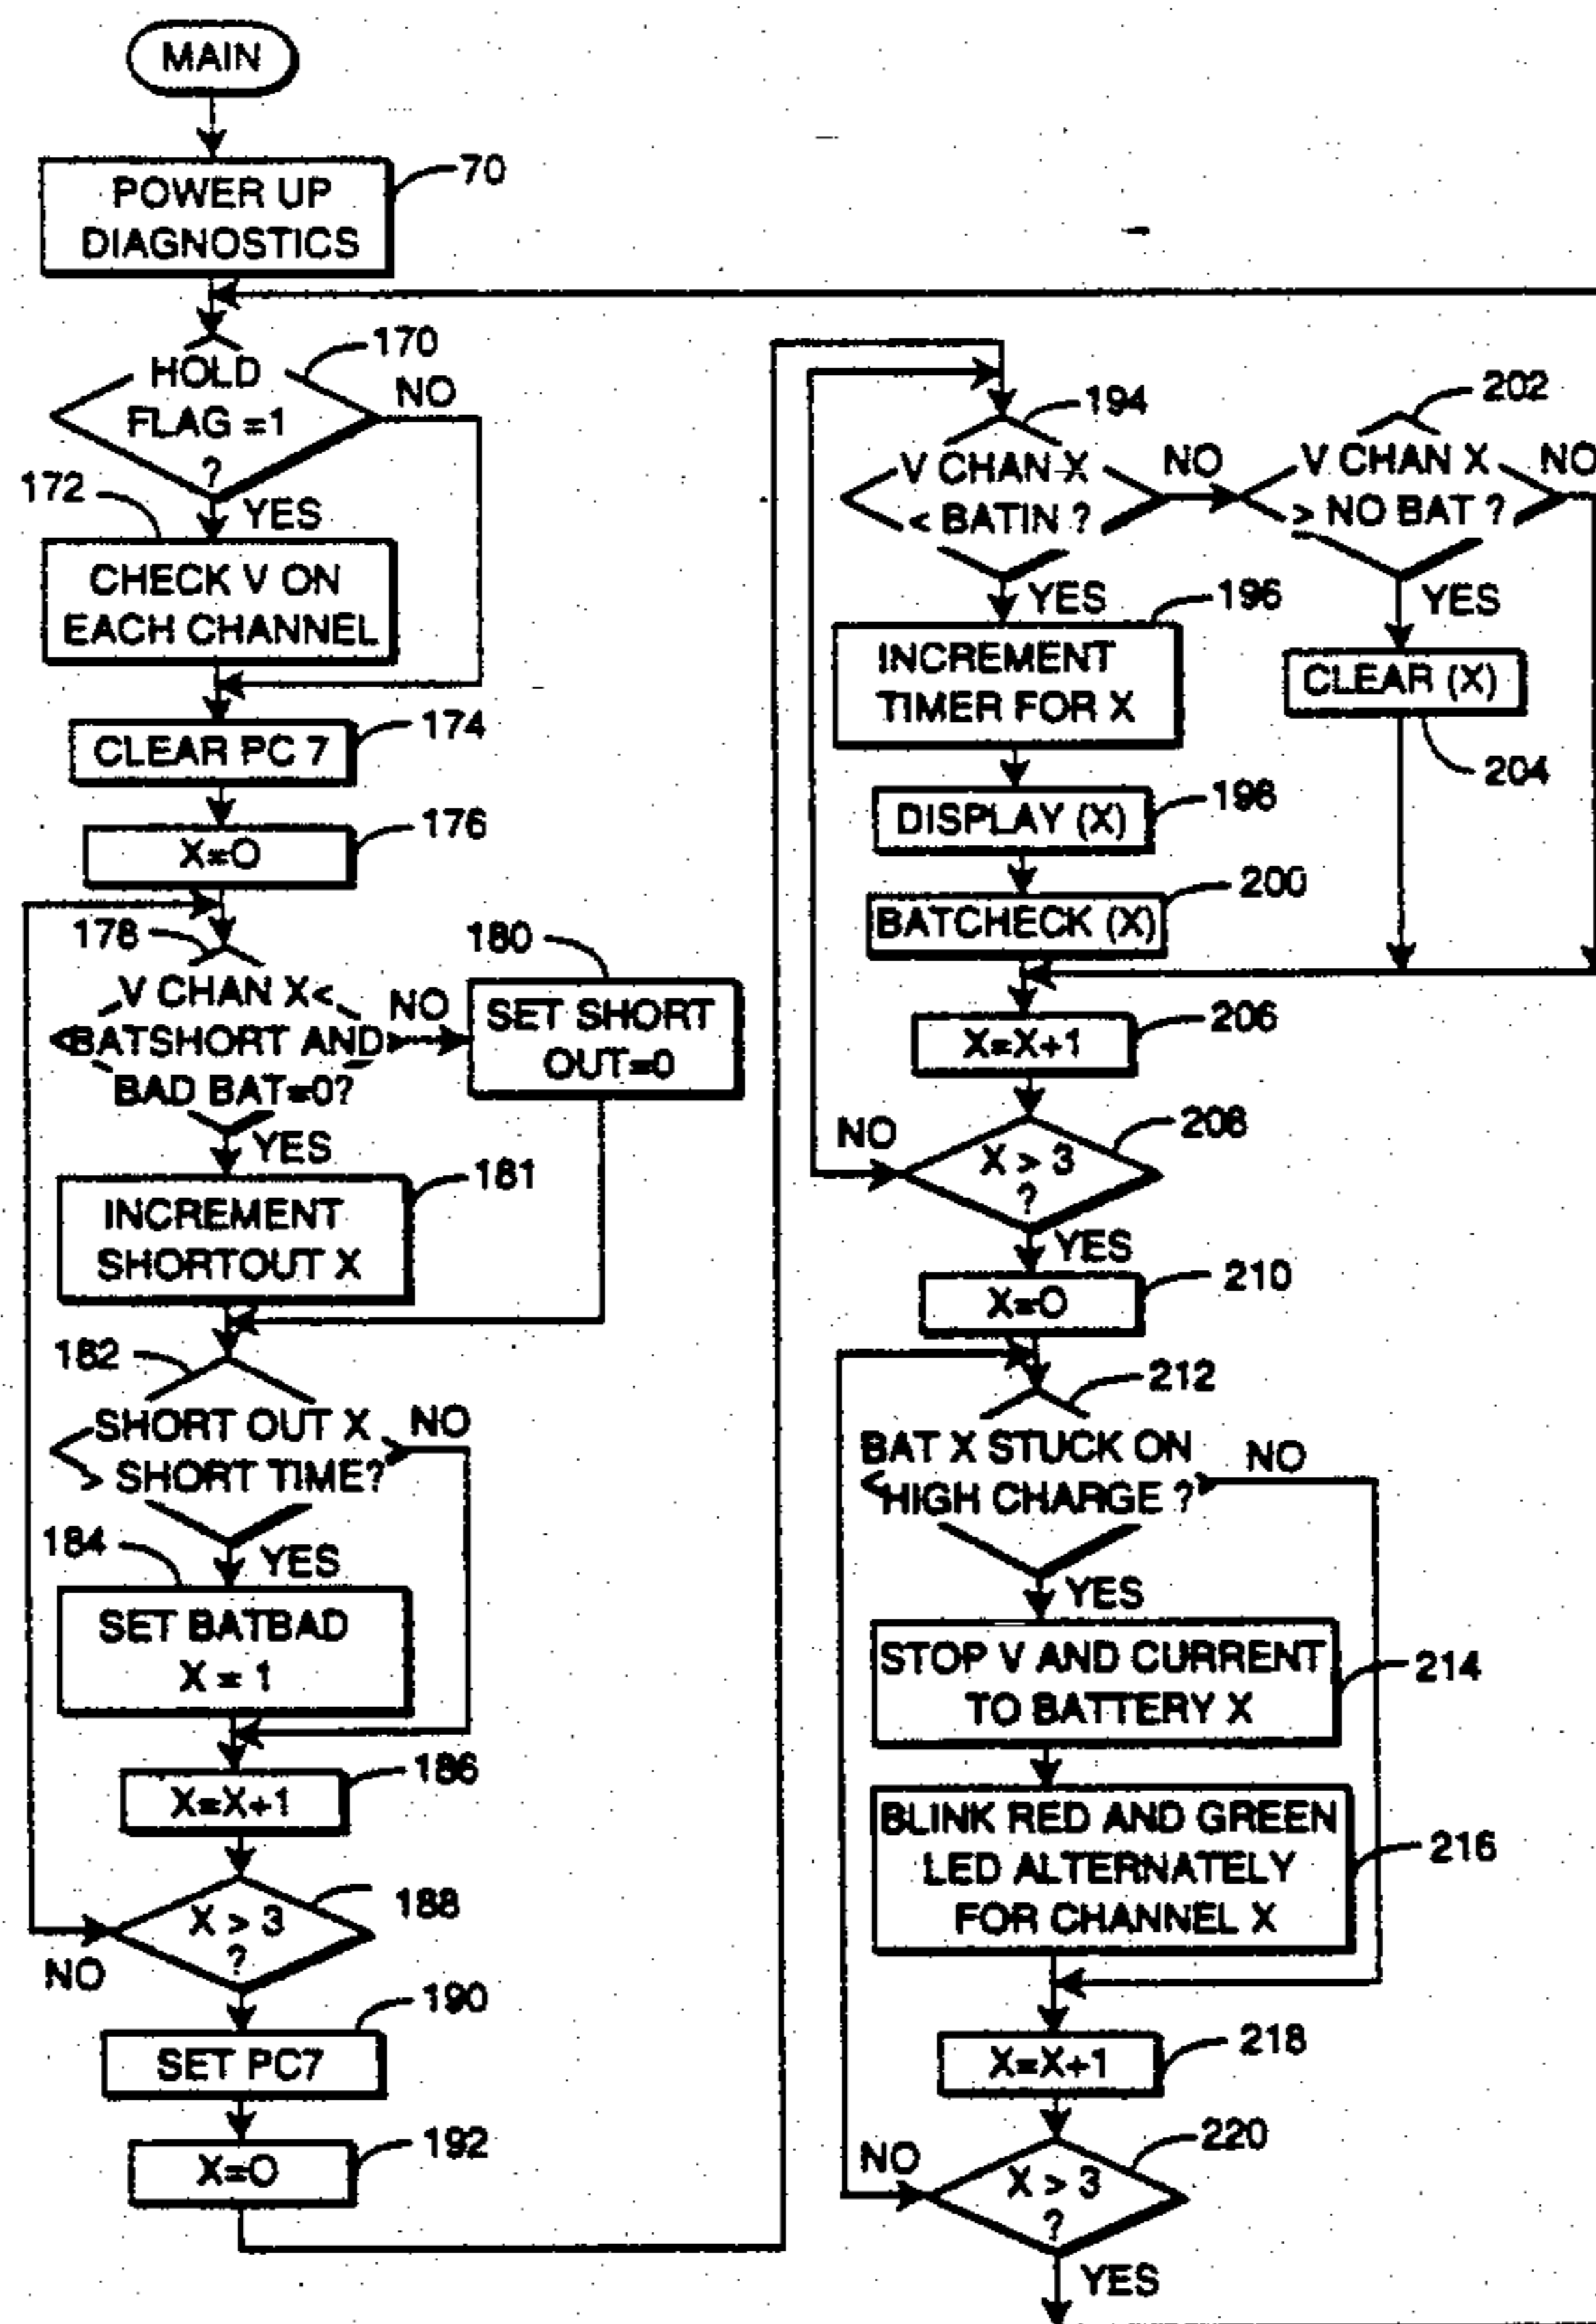 MAIN
POWER UP
DIAGNOSTICS
70
HOLD
FLAG =1
?
170
NO
YES
172
CHECK V ON
EACH CHANNEL
CLEAR PC 7
174
X=O
176
178
V CHAN X<
BATSHORT AND
BAD BAT=0?
NO
180
SET SHORT
OUT=0
YES
INCREMENT
SHORTOUT X
181
182
SHORT OUT X
> SHORT TIME?
NO
YES
184
SET BATBAD
X = 1
X=X+1
186
X > 3
?
188
NO
SET PC7
190
X=O
192
194
V CHAN X
< BATIN ?
NO
202
V CHAN X
> NO BAT ?
NO
YES
INCREMENT
TIMER FOR X
196
YES
CLEAR (X)
204
DISPLAY (X)
198
BATCHECK (X)
200
X=X+1
206
NO
X > 3
?
208
YES
X=O
210
212
BAT X STUCK ON
HIGH CHARGE ?
NO
YES
STOP V AND CURRENT
TO BATTERY X
214
BLINK RED AND GREEN
LED ALTERNATELY
FOR CHANNEL X
216
X=X+1
218
NO
X > 3
?
220
YES